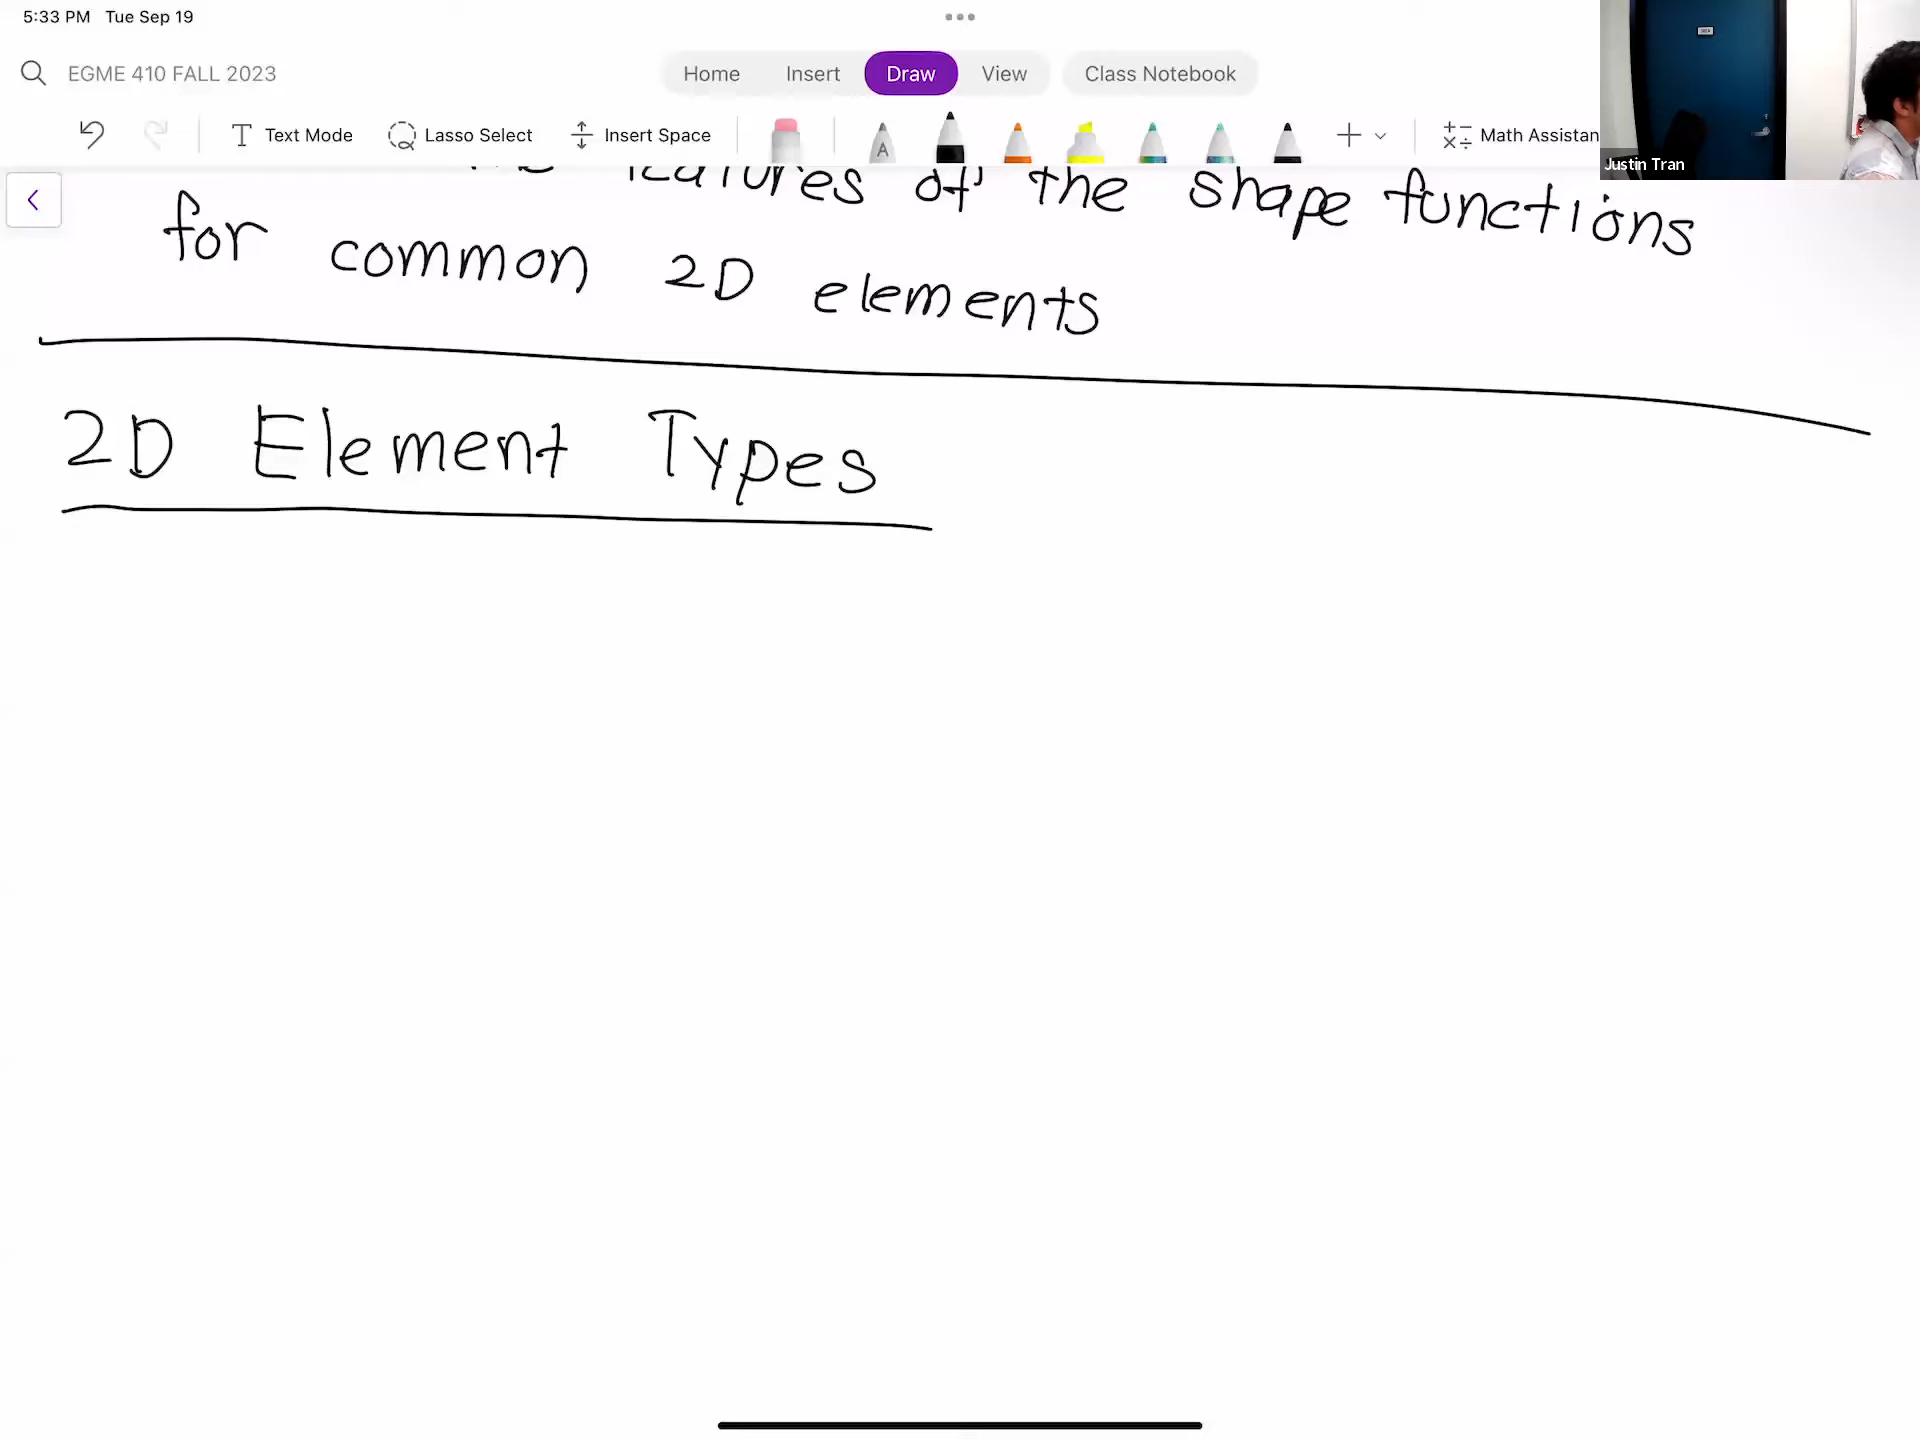 5:33 PM Tue Sep 19
EGME 410 FALL 2023
Home Insert Draw View Class Notebook
Text Mode Lasso Select Insert Space A Math Assistan
Justin Tran
features of the shape functions
for common 2D elements
2D Element Types